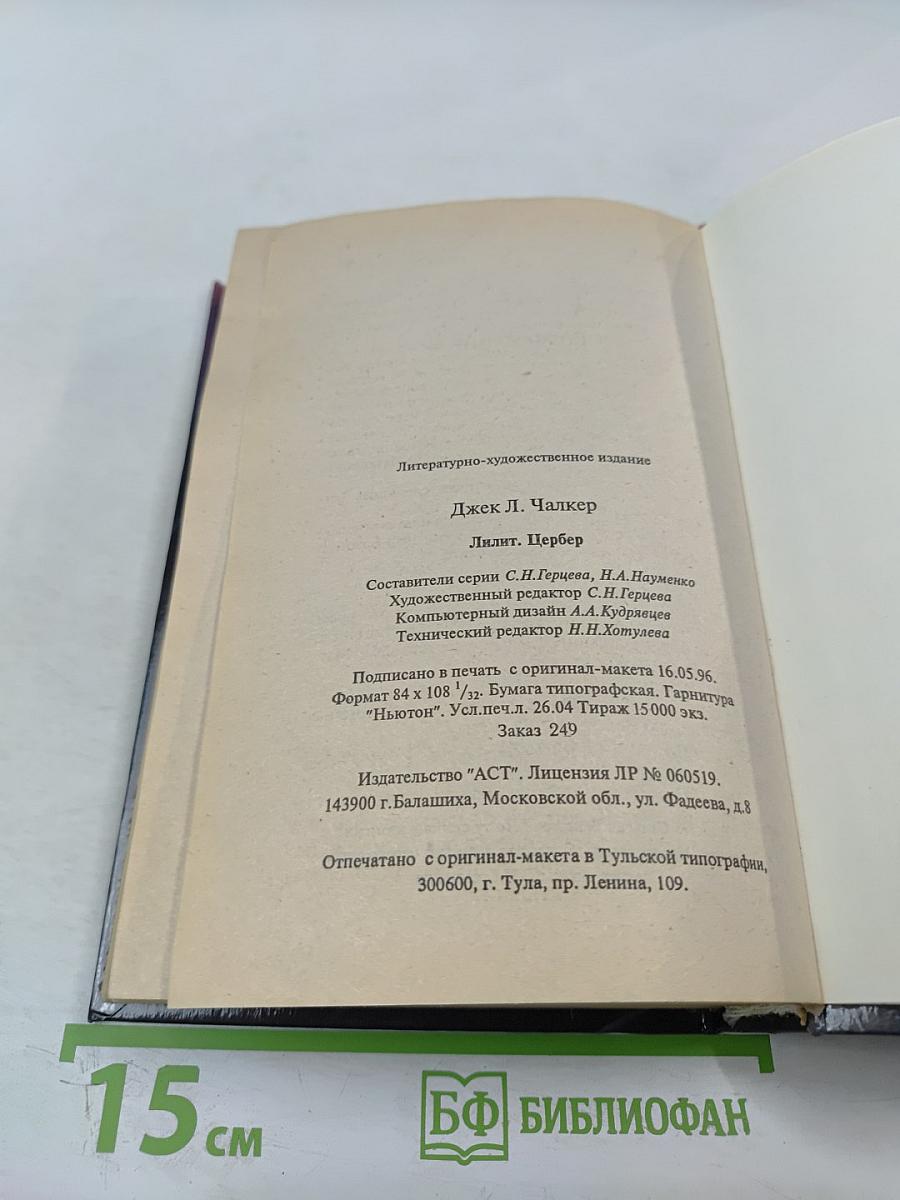 Литературно-художественное издание
Джек Л. Чалкер
Лилит. Цербер
Составители серии С.Н.Герцева, Н.А.Науменко
Художественный редактор С.Н.Герцева
Компьютерный дизайн А.А.Кудрявцев
Технический редактор Н.Н.Хотулева
Подписано в печать с оригинал-макета 16.05.96.
Формат 84 х 108 1/32. Бумага типографская. Гарнитура
"Ньютон". Усл.печ.л. 26.04 Тираж 15000 экз.
Заказ 249
Издательство "АСТ". Лицензия ЛР № 060519.
143900 г.Балашиха, Московской обл., ул. Фадеева, д.8
Отпечатано с оригинал-макета в Тульской типографии,
300600, г. Тула, пр. Ленина, 109.
15 см
БФ БИБЛИОФАН